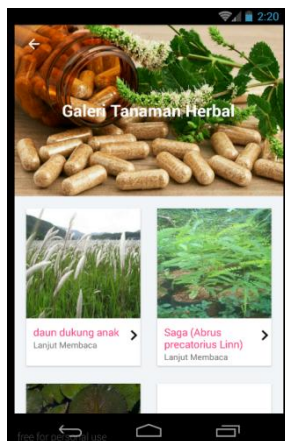 2:20
Galeri Tanaman Herbal
daun dukung anak
Lanjut Membaca
Saga (Abrus
precatorius Linn)
Lanjut Membaca
free for personal use